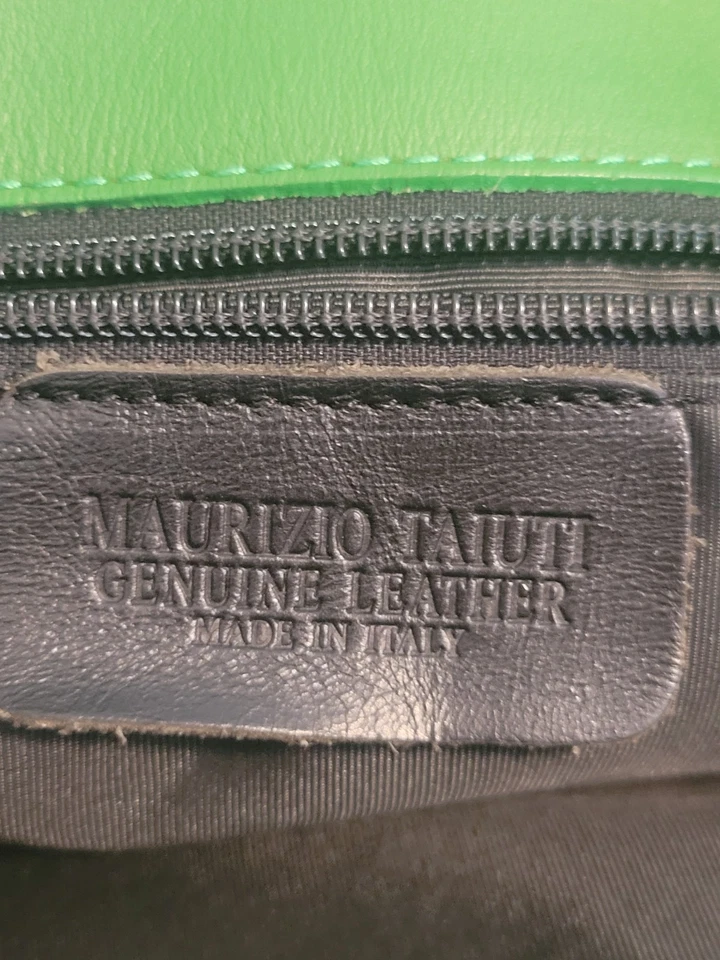 MAURIZIO TAIUTI
GENUINE LEATHER
MADE IN ITALY